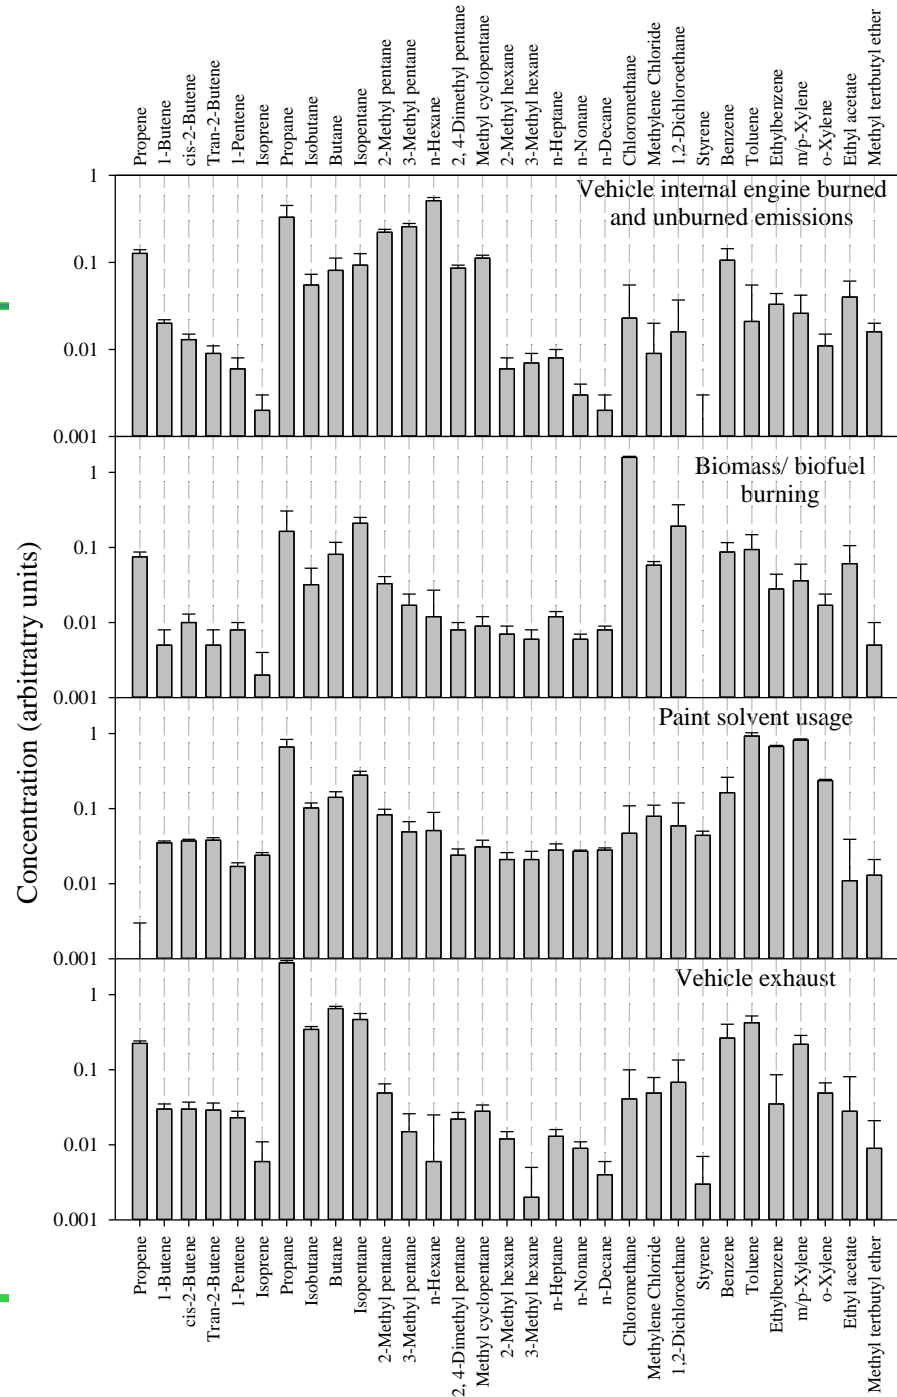 Propene
1-Butene
cis-2-Butene
Tran-2-Butene
1-Pentene
Isoprene
Propane
Isobutane
Butane
Isopentane
2-Methyl pentane
3-Methyl pentane
n-Hexane
2, 4-Dimethyl pentane
Methyl cyclopentane
2-Methyl hexane
3-Methyl hexane
n-Heptane
n-Nonane
n-Decane
Chloromethane
Methylene Chloride
1,2-Dichloroethane
Styrene
Benzene
Toluene
Ethylbenzene
m/p-Xylene
o-Xylene
Ethyl acetate
Methyl tertbutyl ether
Concentration (arbitratry units)
Vehicle internal engine burned
and unburned emissions
1
0.1
0.01
0.001
Biomass/ biofuel
burning
1
0.1
0.01
0.001
Paint solvent usage
1
0.1
0.01
0.001
Vehicle exhaust
1
0.1
0.01
0.001
Propene
1-Butene
cis-2-Butene
Tran-2-Butene
1-Pentene
Isoprene
Propane
Isobutane
Butane
Isopentane
2-Methyl pentane
3-Methyl pentane
n-Hexane
2, 4-Dimethyl pentane
Methyl cyclopentane
2-Methyl hexane
3-Methyl hexane
n-Heptane
n-Nonane
n-Decane
Chloromethane
Methylene Chloride
1,2-Dichloroethane
Styrene
Benzene
Toluene
Ethylbenzene
m/p-Xylene
o-Xylene
Ethyl acetate
Methyl tertbutyl ether